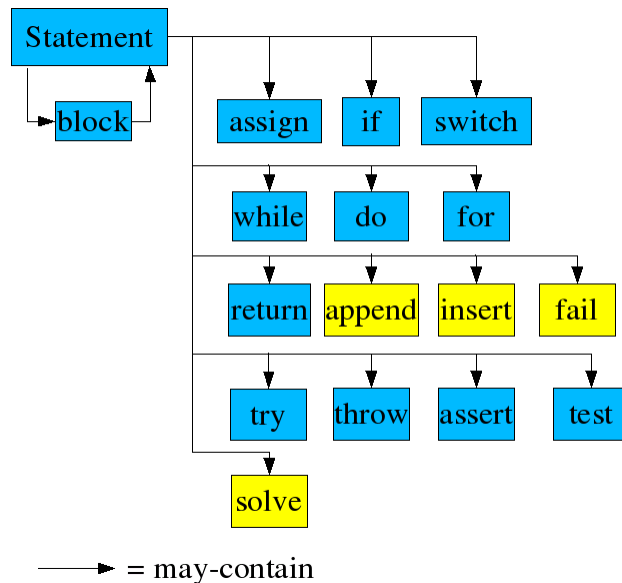 Statement
block
assign if switch
while do for
return append insert fail
try throw assert test
solve
= may-contain